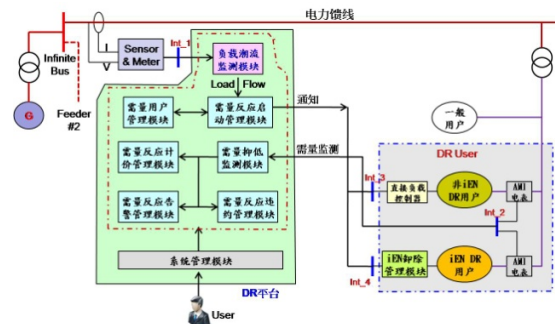 电力馈线
Infinite
Bus
Feeder
#2
G
I
V
Sensor
& Meter
Int_1
负载潮流
监测模块
Load
Flow
需量用户
管理模块
需量反应启
动管理模块
通知
需量反应计
价管理模块
需量抑低
监测模块
需量监测
需量反应告
警管理模块
需量反应违
约管理模块
系统管理模块
DR平台
User
一般
用户
DR User
Int_3
直接负载
控制器
非iEN
DR用户
AMI
电表
Int_2
Int_4
iEN卸除
管理模块
iEN DR
用户
AMI
电表